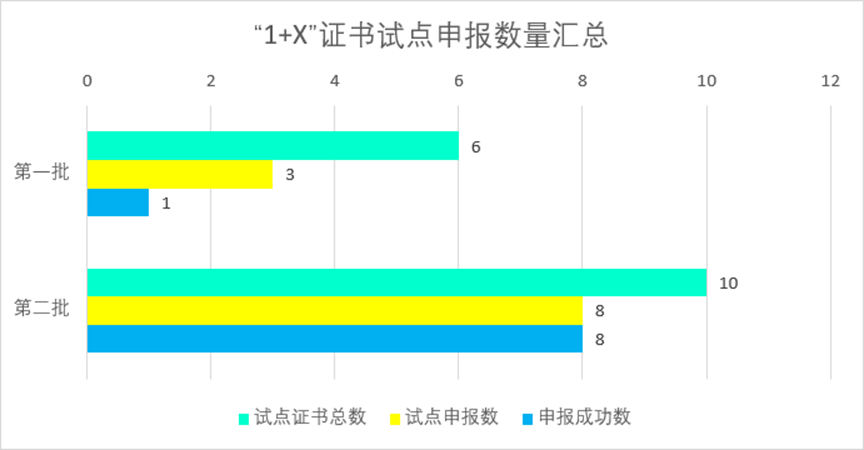 “1+X”证书试点申报数量汇总
0 2 4 6 8 10 12
第一批
6
3
1
第二批
10
8
8
试点证书总数 试点申报数 申报成功数